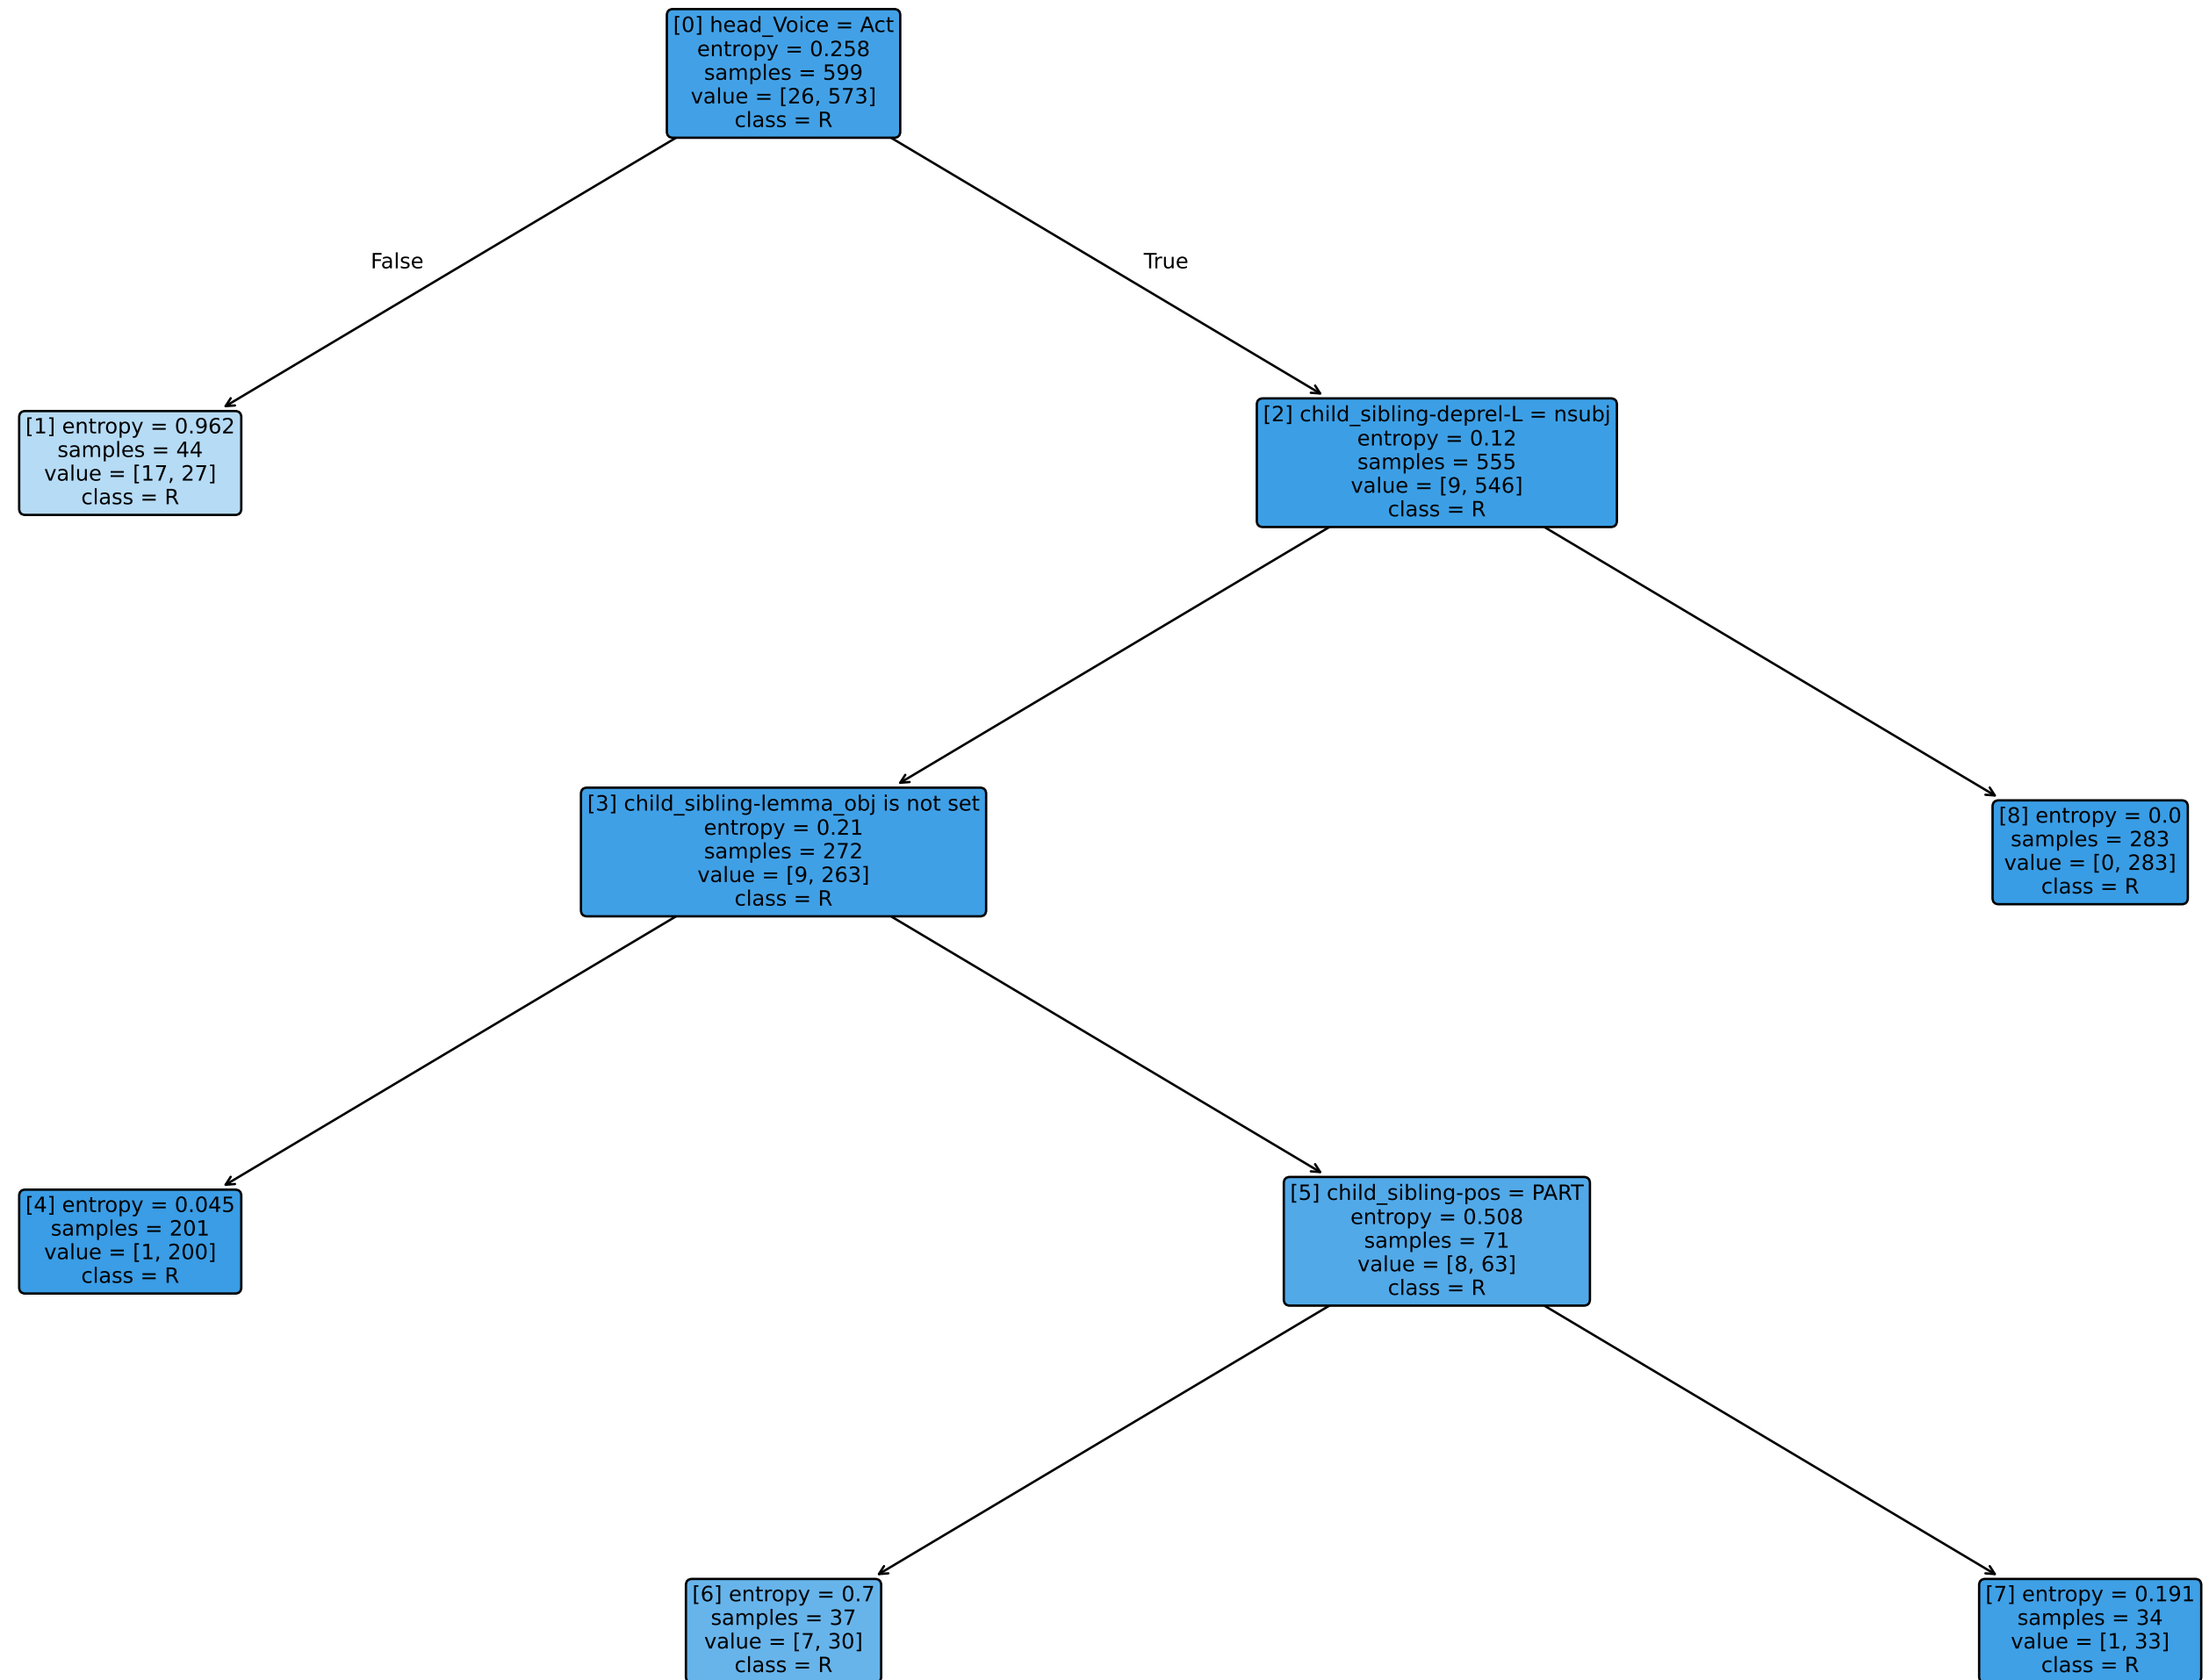 [0] head_Voice = Act
entropy = 0.258
samples = 599
value = [26, 573]
class = R
False
True
[1] entropy = 0.962
samples = 44
value = [17, 27]
class = R
[2] child_sibling-deprel-L = nsubj
entropy = 0.12
samples = 555
value = [9, 546]
class = R
[3] child_sibling-lemma_obj is not set
entropy = 0.21
samples = 272
value = [9, 263]
class = R
[8] entropy = 0.0
samples = 283
value = [0, 283]
class = R
[4] entropy = 0.045
samples = 201
value = [1, 200]
class = R
[5] child_sibling-pos = PART
entropy = 0.508
samples = 71
value = [8, 63]
class = R
[6] entropy = 0.7
samples = 37
value = [7, 30]
class = R
[7] entropy = 0.191
samples = 34
value = [1, 33]
class = R